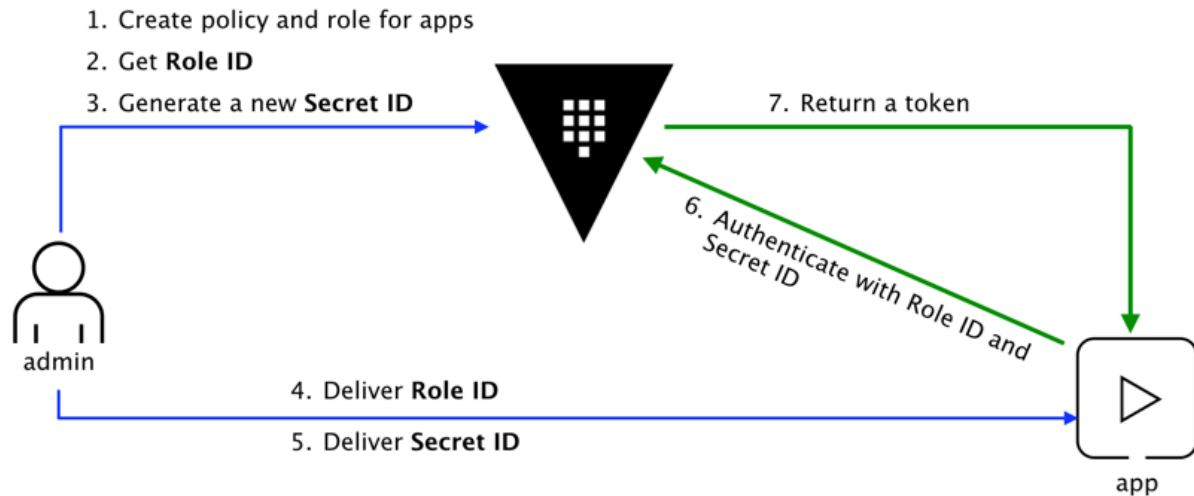 1. Create policy and role for apps
2. Get Role ID
3. Generate a new Secret ID
7. Return a token
6. Authenticate with Role ID and
Secret ID
admin
4. Deliver Role ID
5. Deliver Secret ID
app